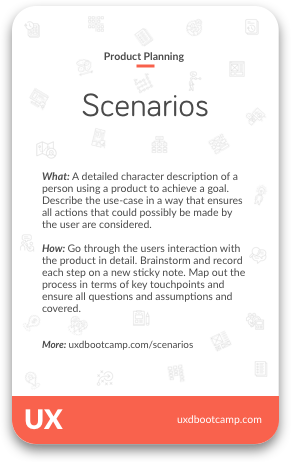 Product Planning
Scenarios
What: A detailed character description of a
person using a product to achieve a goal.
Describe the use-case in a way that ensures
all actions that could possibly be made by
the user are considered.
How: Go through the users interaction with
the product in detail. Brainstorm and record
each step on a new sticky note. Map out the
process in terms of key touchpoints and
ensure all questions and assumptions and
covered.
More: uxdbootcamp.com/scenarios
UX
uxdbootcamp.com